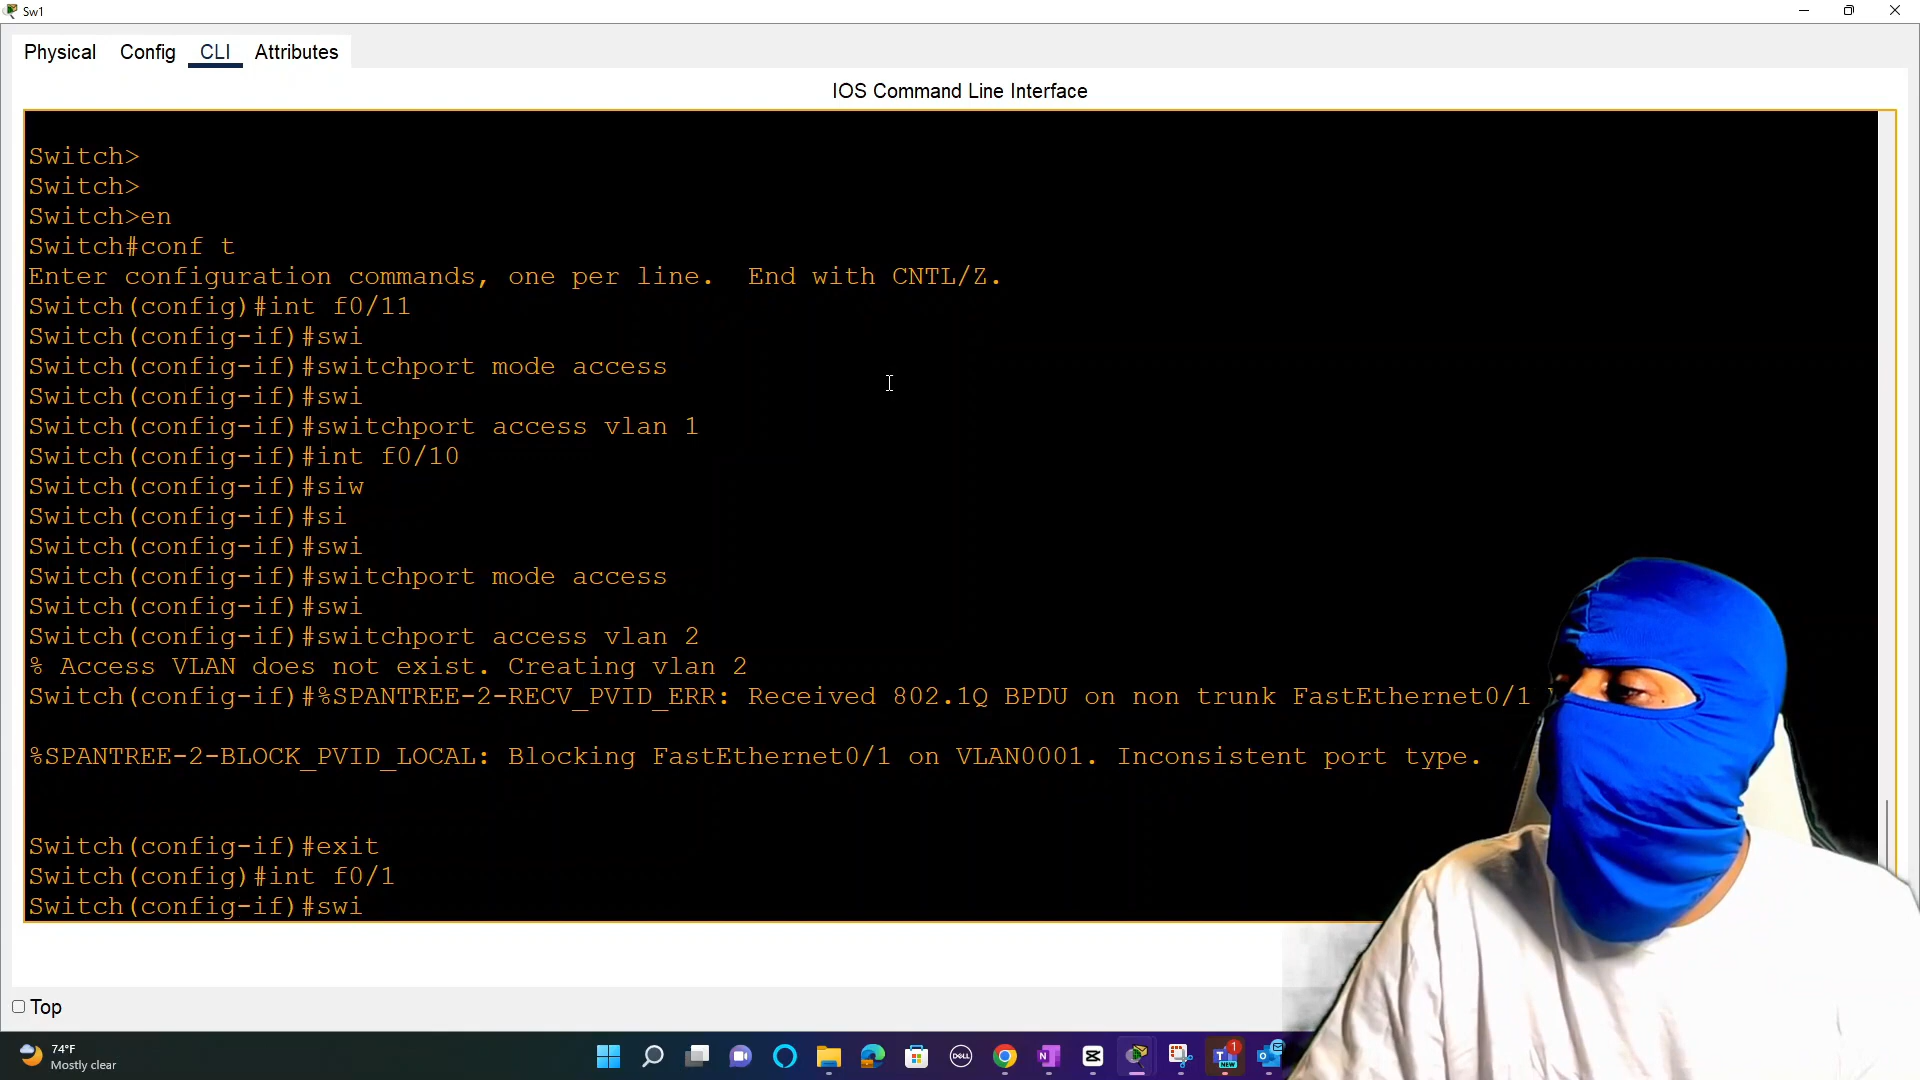 Sw1
Physical Config CLI Attributes
IOS Command Line Interface
Switch>
Switch>
Switch>en
Switch#conf t
Enter configuration commands, one per line.  End with CNTL/Z.
Switch(config)#int f0/11
Switch(config-if)#swi
Switch(config-if)#switchport mode access
Switch(config-if)#swi
Switch(config-if)#switchport access vlan 1
Switch(config-if)#int f0/10
Switch(config-if)#siw
Switch(config-if)#si
Switch(config-if)#swi
Switch(config-if)#switchport mode access
Switch(config-if)#swi
Switch(config-if)#switchport access vlan 2
% Access VLAN does not exist. Creating vlan 2
Switch(config-if)#%SPANTREE-2-RECV_PVID_ERR: Received 802.1Q BPDU on non trunk FastEthernet0/1
%SPANTREE-2-BLOCK_PVID_LOCAL: Blocking FastEthernet0/1 on VLAN0001. Inconsistent port type.
Switch(config-if)#exit
Switch(config)#int f0/1
Switch(config-if)#swi
Top
74°F
Mostly clear
DELL
N
T
1
NEW